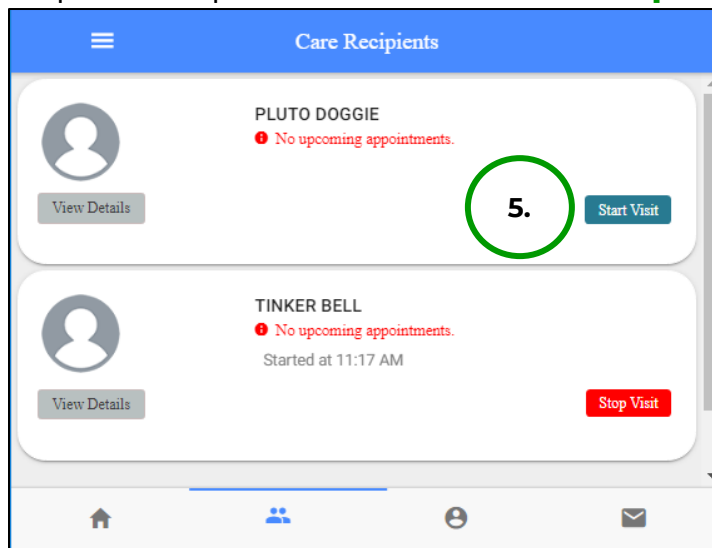 Care Recipients
PLUTO DOGGIE
No upcoming appointments.
View Details
5.
Start Visit
TINKER BELL
No upcoming appointments.
Started at 11:17 AM
View Details
Stop Visit